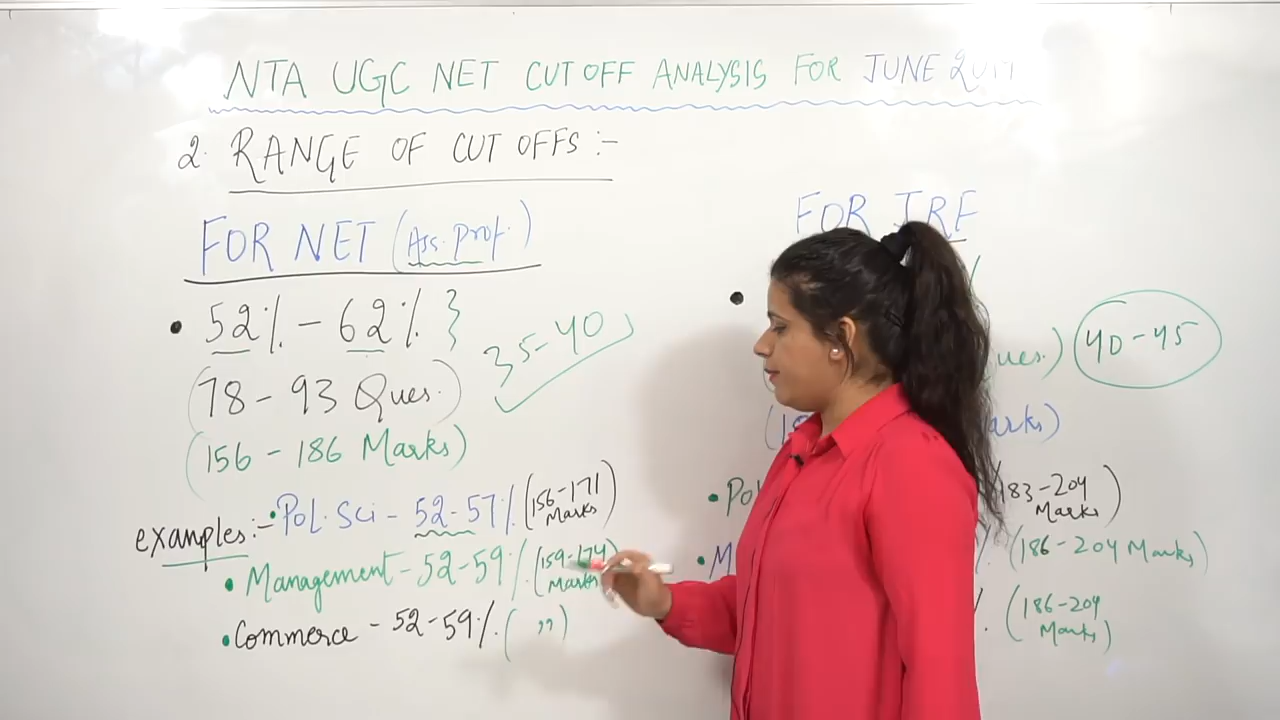 NTA UGC NET CUT OFF ANALYSIS FOR JUNE
2. RANGE OF CUT OFFS :-
FOR NET (Ass. Prof.)
• 52% - 62% }
35-40
(78 - 93 Ques.)
(156 - 186 Marks)
examples:- • Pol. Sci - 52-57% (156-171 Marks)
• Management - 52-59% (159-174 Marks)
• Commerce - 52-59% ( " )
FOR JRF
•
ques.) 40-45
arks)
• Pol 183-204 Marks)
• M (186-204 Marks)
(186-204 Marks)